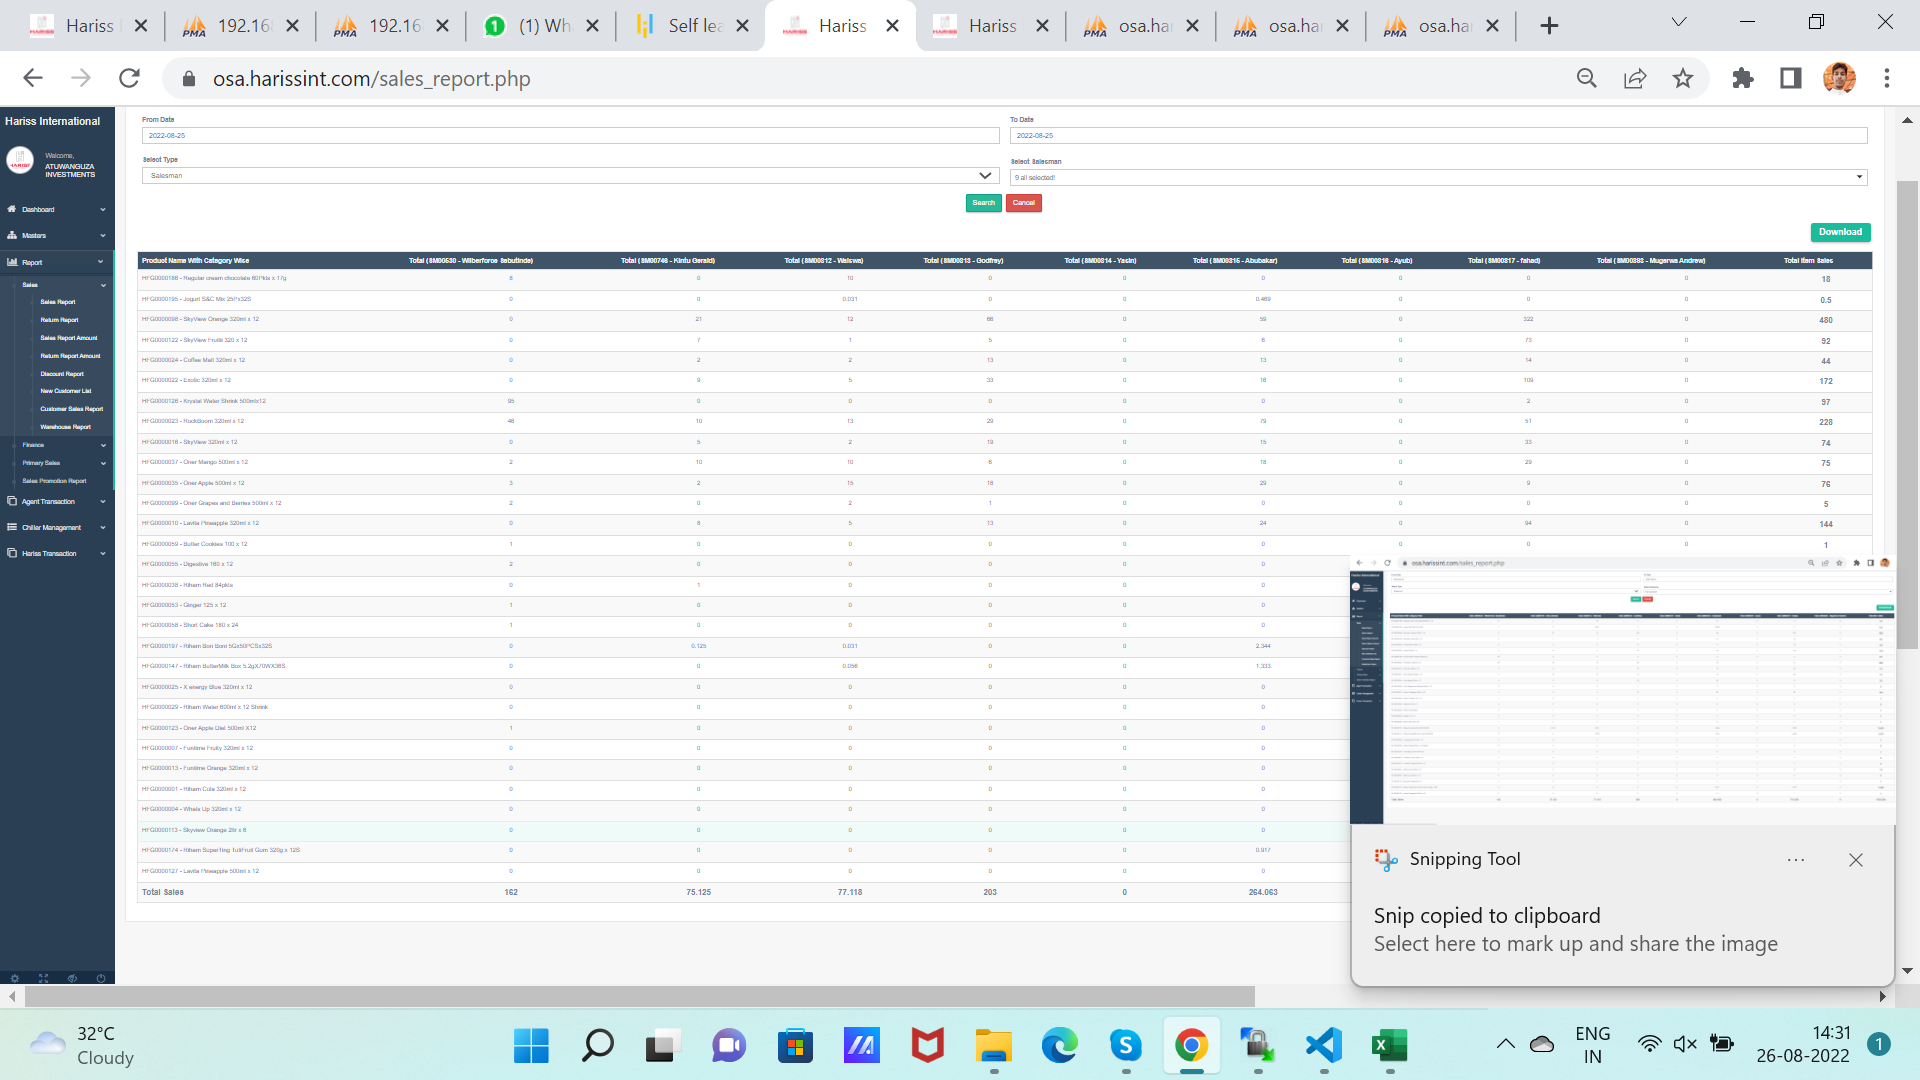 Hariss
192.168
192.16
(1) Wh
Self lea
Hariss
Hariss
osa.har
osa.har
osa.har
osa.harissint.com/sales_report.php
Hariss International
Welcome,
ATUWANGUZA
INVESTMENTS
Dashboard
Masters
Report
Sales
Sales Report
Return Report
Sales Report Amount
Return Report Amount
Discount Report
New Customer List
Customer Sales Report
Warehouse Report
Finance
Primary Sales
Sales Promotion Report
Agent Transaction
Chiller Management
Hariss Transaction
From Date
2022-08-25
To Date
2022-08-25
Select Type
Salesman
Select Salesman
9 all selected!
Search Cancel
Download
Product Name With Category Wise Total (SM00630 - Wilberforce Sebutinde) Total (SM00746 - Kintu Gerald) Total (SM00812 - Waiswa) Total (SM00813 - Godfrey) Total (SM00814 - Yasin) Total (SM00815 - Abubakar) Total (SM00816 - Ayub) Total (SM00817 - fahad) Total (SM00888 - Mugerwa Andrew) Total Item Sales
HFG0000186 - Regular cream chocolate 80Pkts x 17g 8 0 10 0 0 0 0 0 0 18
HFG0000195 - Jogurt S&C Mix 25Px32S 0 0 0.031 0 0 0.469 0 0 0 0.5
HFG0000098 - SkyView Orange 320ml x 12 0 21 12 66 0 59 0 322 0 480
HFG0000122 - SkyView Fruitii 320 x 12 0 7 1 5 0 6 0 73 0 92
HFG0000024 - Coffee Malt 320ml x 12 0 2 2 13 0 13 0 14 0 44
HFG0000022 - Exotic 320ml x 12 0 9 5 33 0 16 0 109 0 172
HFG0000126 - Krystal Water Shrink 500mlx12 95 0 0 0 0 0 0 2 0 97
HFG0000023 - RockBoom 320ml x 12 46 10 13 29 0 79 0 51 0 228
HFG0000016 - SkyView 320ml x 12 0 5 2 19 0 15 0 33 0 74
HFG0000037 - Oner Mango 500ml x 12 2 10 10 6 0 18 0 29 0 75
HFG0000035 - Oner Apple 500ml x 12 3 2 15 18 0 29 0 9 0 76
HFG0000099 - Oner Grapes and Berries 500ml x 12 2 0 2 1 0 0 0 0 0 5
HFG0000010 - Lavita Pineapple 320ml x 12 0 8 5 13 0 24 0 94 0 144
HFG0000059 - Butter Cookies 100 x 12 1 0 0 0 0 0 0 0 0 1
HFG0000055 - Digestive 180 x 12 2 0 0 0 0 0
HFG0000038 - Riham Red 84pkts 0 1 0 0 0 0
HFG0000053 - Ginger 125 x 12 1 0 0 0 0 0
HFG0000058 - Short Cake 180 x 24 1 0 0 0 0 0
HFG0000197 - Riham Bon Boni 5Gx50PCSx32S 0 0.125 0.031 0 0 2.344
HFG0000147 - Riham ButterMilk Box 5.2gX70WX36S 0 0 0.056 0 0 1.333
HFG0000025 - X energy Blue 320ml x 12 0 0 0 0 0 0
HFG0000029 - Riham Water 600ml x 12 Shrink 0 0 0 0 0 0
HFG0000123 - Oner Apple Diet 500ml X12 1 0 0 0 0 0
HFG0000007 - Funtime Fruity 320ml x 12 0 0 0 0 0 0
HFG0000013 - Funtime Orange 320ml x 12 0 0 0 0 0 0
HFG0000001 - Riham Cola 320ml x 12 0 0 0 0 0 0
HFG0000004 - Whats Up 320ml x 12 0 0 0 0 0 0
HFG0000113 - Skyview Orange 2ltr x 6 0 0 0 0 0 0
HFG0000174 - Riham SuperTing TuttiFruit Gum 320g x 12S 0 0 0 0 0 0.917
HFG0000127 - Lavita Pineapple 500ml x 12 0 0 0 0 0 0
Total Sales 162 75.125 77.118 203 0 264.063
osa.harissint.com/sales_report.php
Snipping Tool
Snip copied to clipboard
Select here to mark up and share the image
32°C
Cloudy
ENG
IN
14:31
26-08-2022
1